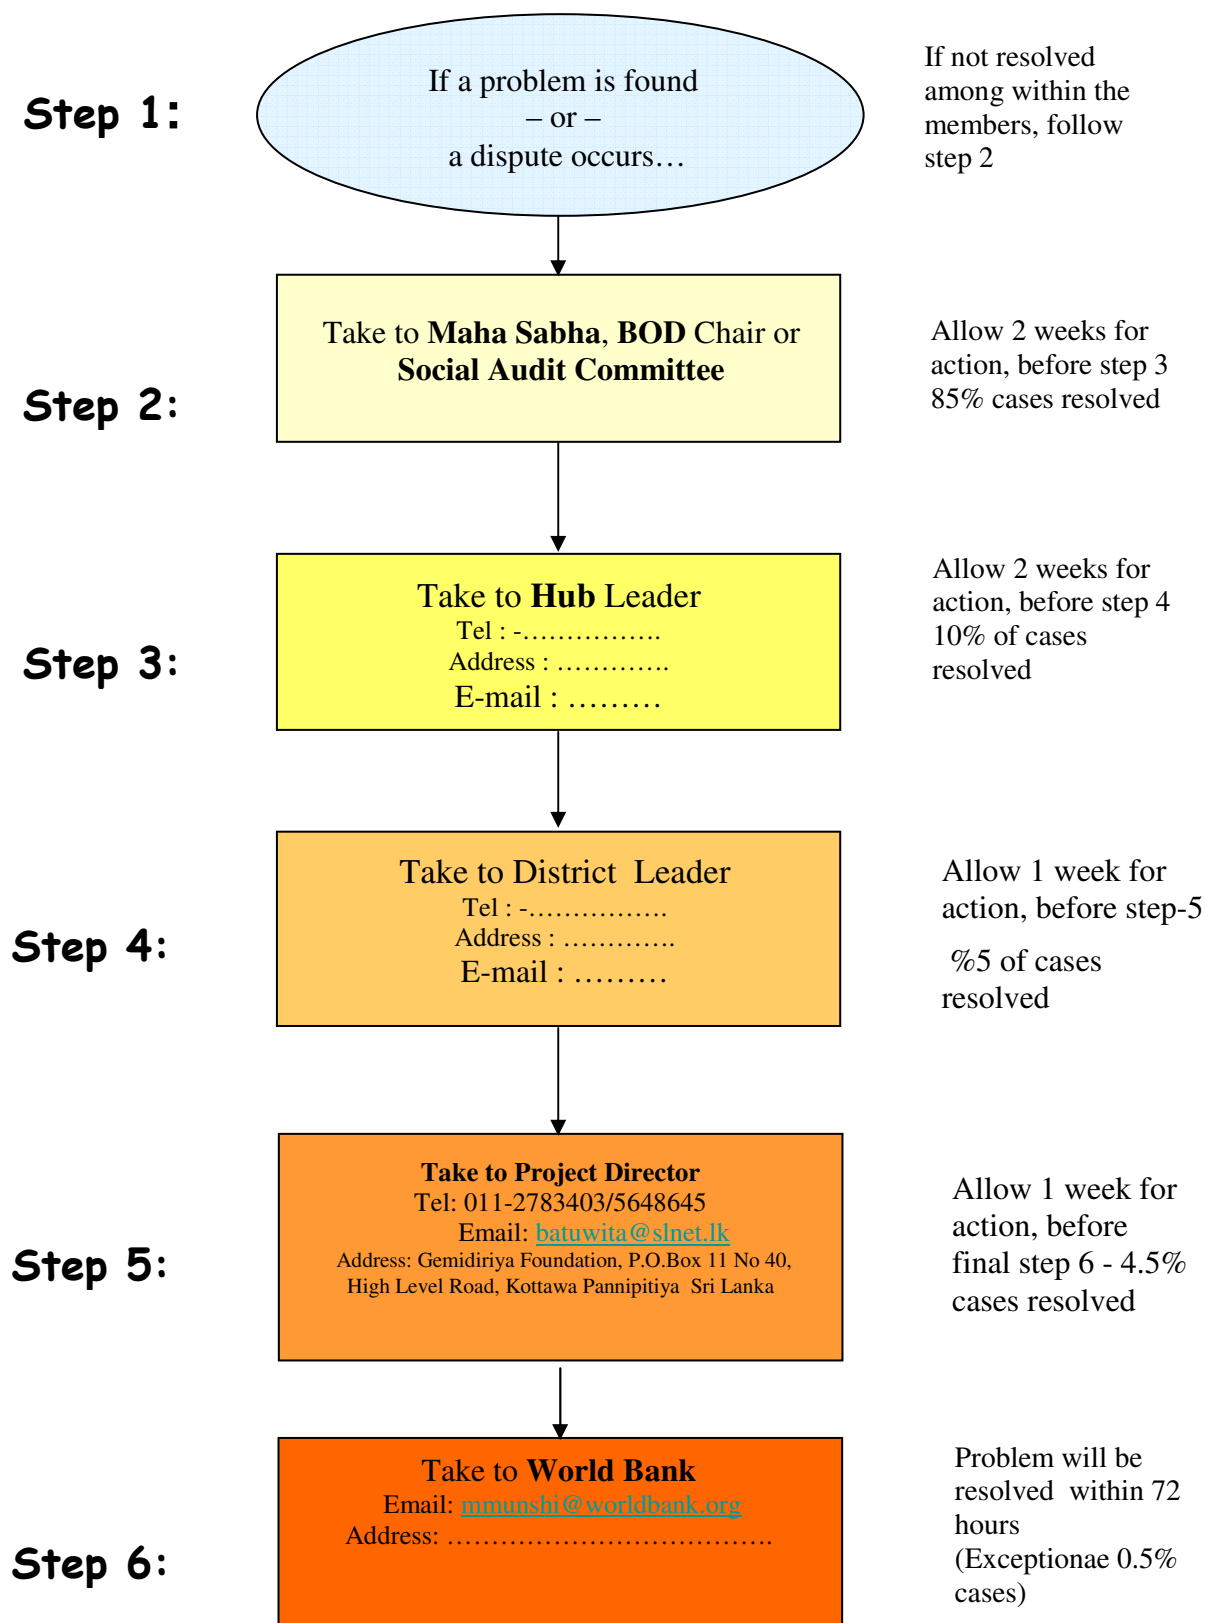 Step 1:
If a problem is found
– or –
a dispute occurs…
If not resolved
among within the
members, follow
step 2
Step 2:
Take to Maha Sabha, BOD Chair or
Social Audit Committee
Allow 2 weeks for
action, before step 3
85% cases resolved
Step 3:
Take to Hub Leader
Tel : -…………….
Address : ………….
E-mail : ………
Allow 2 weeks for
action, before step 4
10% of cases
resolved
Step 4:
Take to District  Leader
Tel : -…………….
Address : ………….
E-mail : ………
Allow 1 week for
action, before step-5
%5 of cases
resolved
Step 5:
Take to Project Director
Tel: 011-2783403/5648645
Email: batuwita@slnet.lk
Address: Gemidiriya Foundation, P.O.Box 11 No 40,
High Level Road, Kottawa Pannipitiya  Sri Lanka
Allow 1 week for
action, before
final step 6 - 4.5%
cases resolved
Step 6:
Take to World Bank
Email: mmunshi@worldbank.org
Address: ……………………………….
Problem will be
resolved  within 72
hours
(Exceptionae 0.5%
cases)